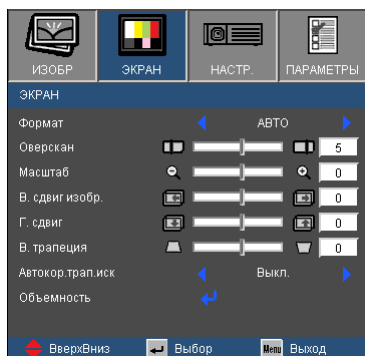 ИЗОБР ЭКРАН НАСТР. ПАРАМЕТРЫ
ЭКРАН
Формат АВТО
Оверскан 5
Масштаб 0
В. сдвиг изобр. 0
Г. сдвиг 0
В. трапеция 0
Автокор.трап.иск Выкл.
Объемность
ВверхВниз Выбор Menu Выход